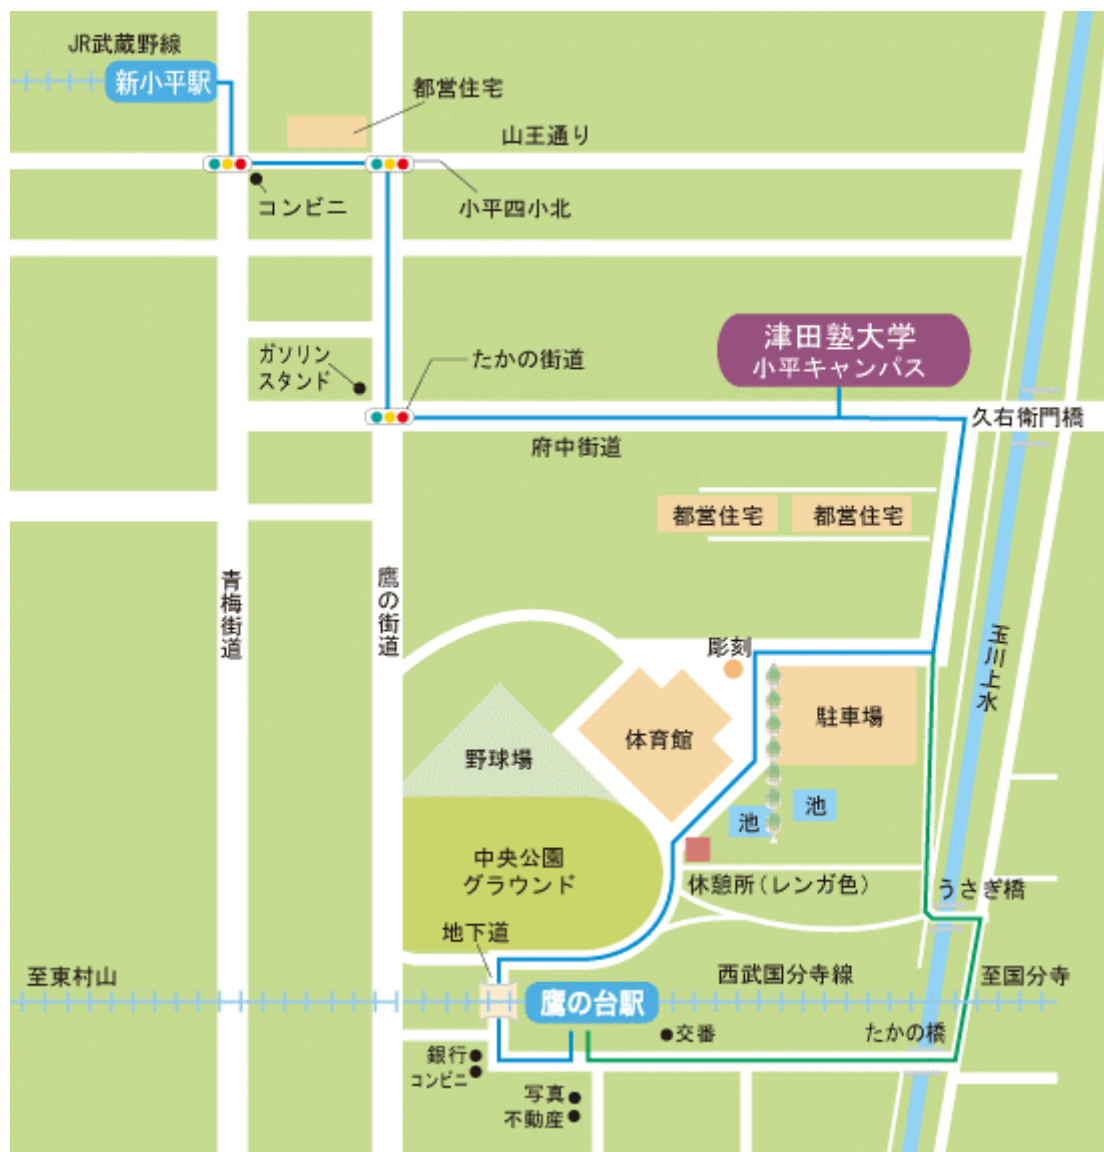 JR武蔵野線
新小平駅
都営住宅
山王通り
コンビニ
小平四小北
津田塾大学
小平キャンパス
ガソリン
スタンド
たかの街道
久右衛門橋
府中街道
都営住宅
都営住宅
青梅街道
鷹の街道
玉川上水
彫刻
駐車場
体育館
野球場
池
池
中央公園
グラウンド
休憩所(レンガ色)
うさぎ橋
地下道
至東村山
西武国分寺線
至国分寺
鷹の台駅
交番
たかの橋
銀行
コンビニ
写真
不動産